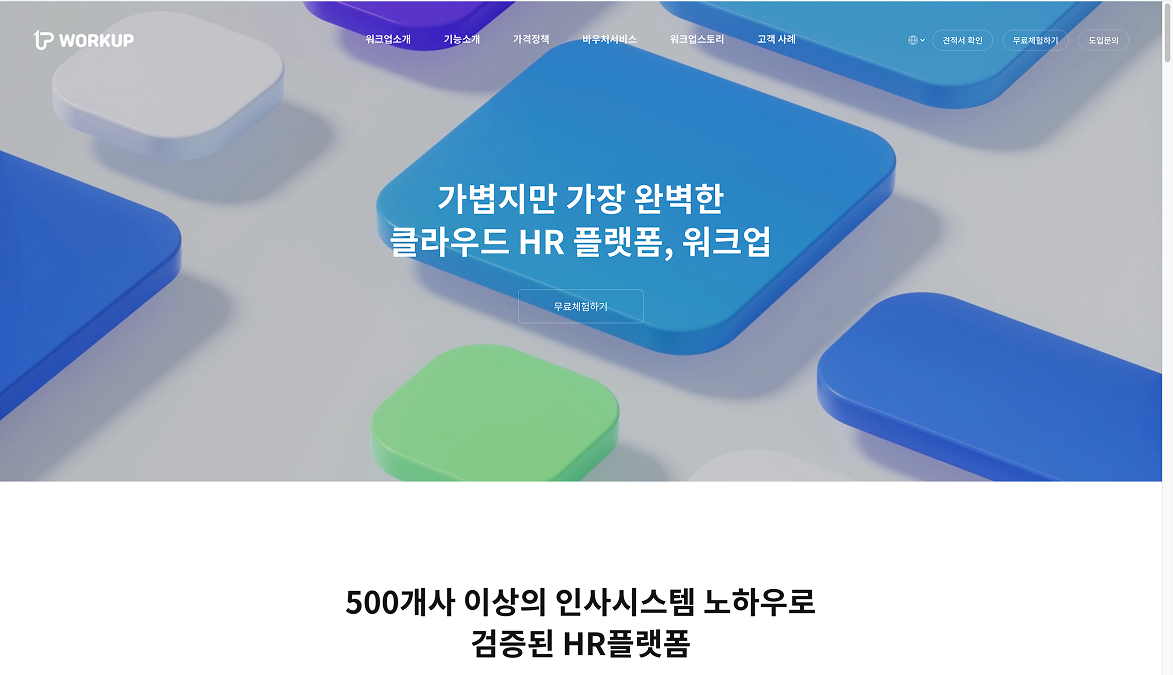 WORKUP
워크업소개 기능소개 가격정책 바우처서비스 워크업스토리 고객 사례 견적서 확인 무료체험하기 도입문의
가볍지만 가장 완벽한
클라우드 HR 플랫폼, 워크업
무료체험하기
500개사 이상의 인사시스템 노하우로
검증된 HR플랫폼